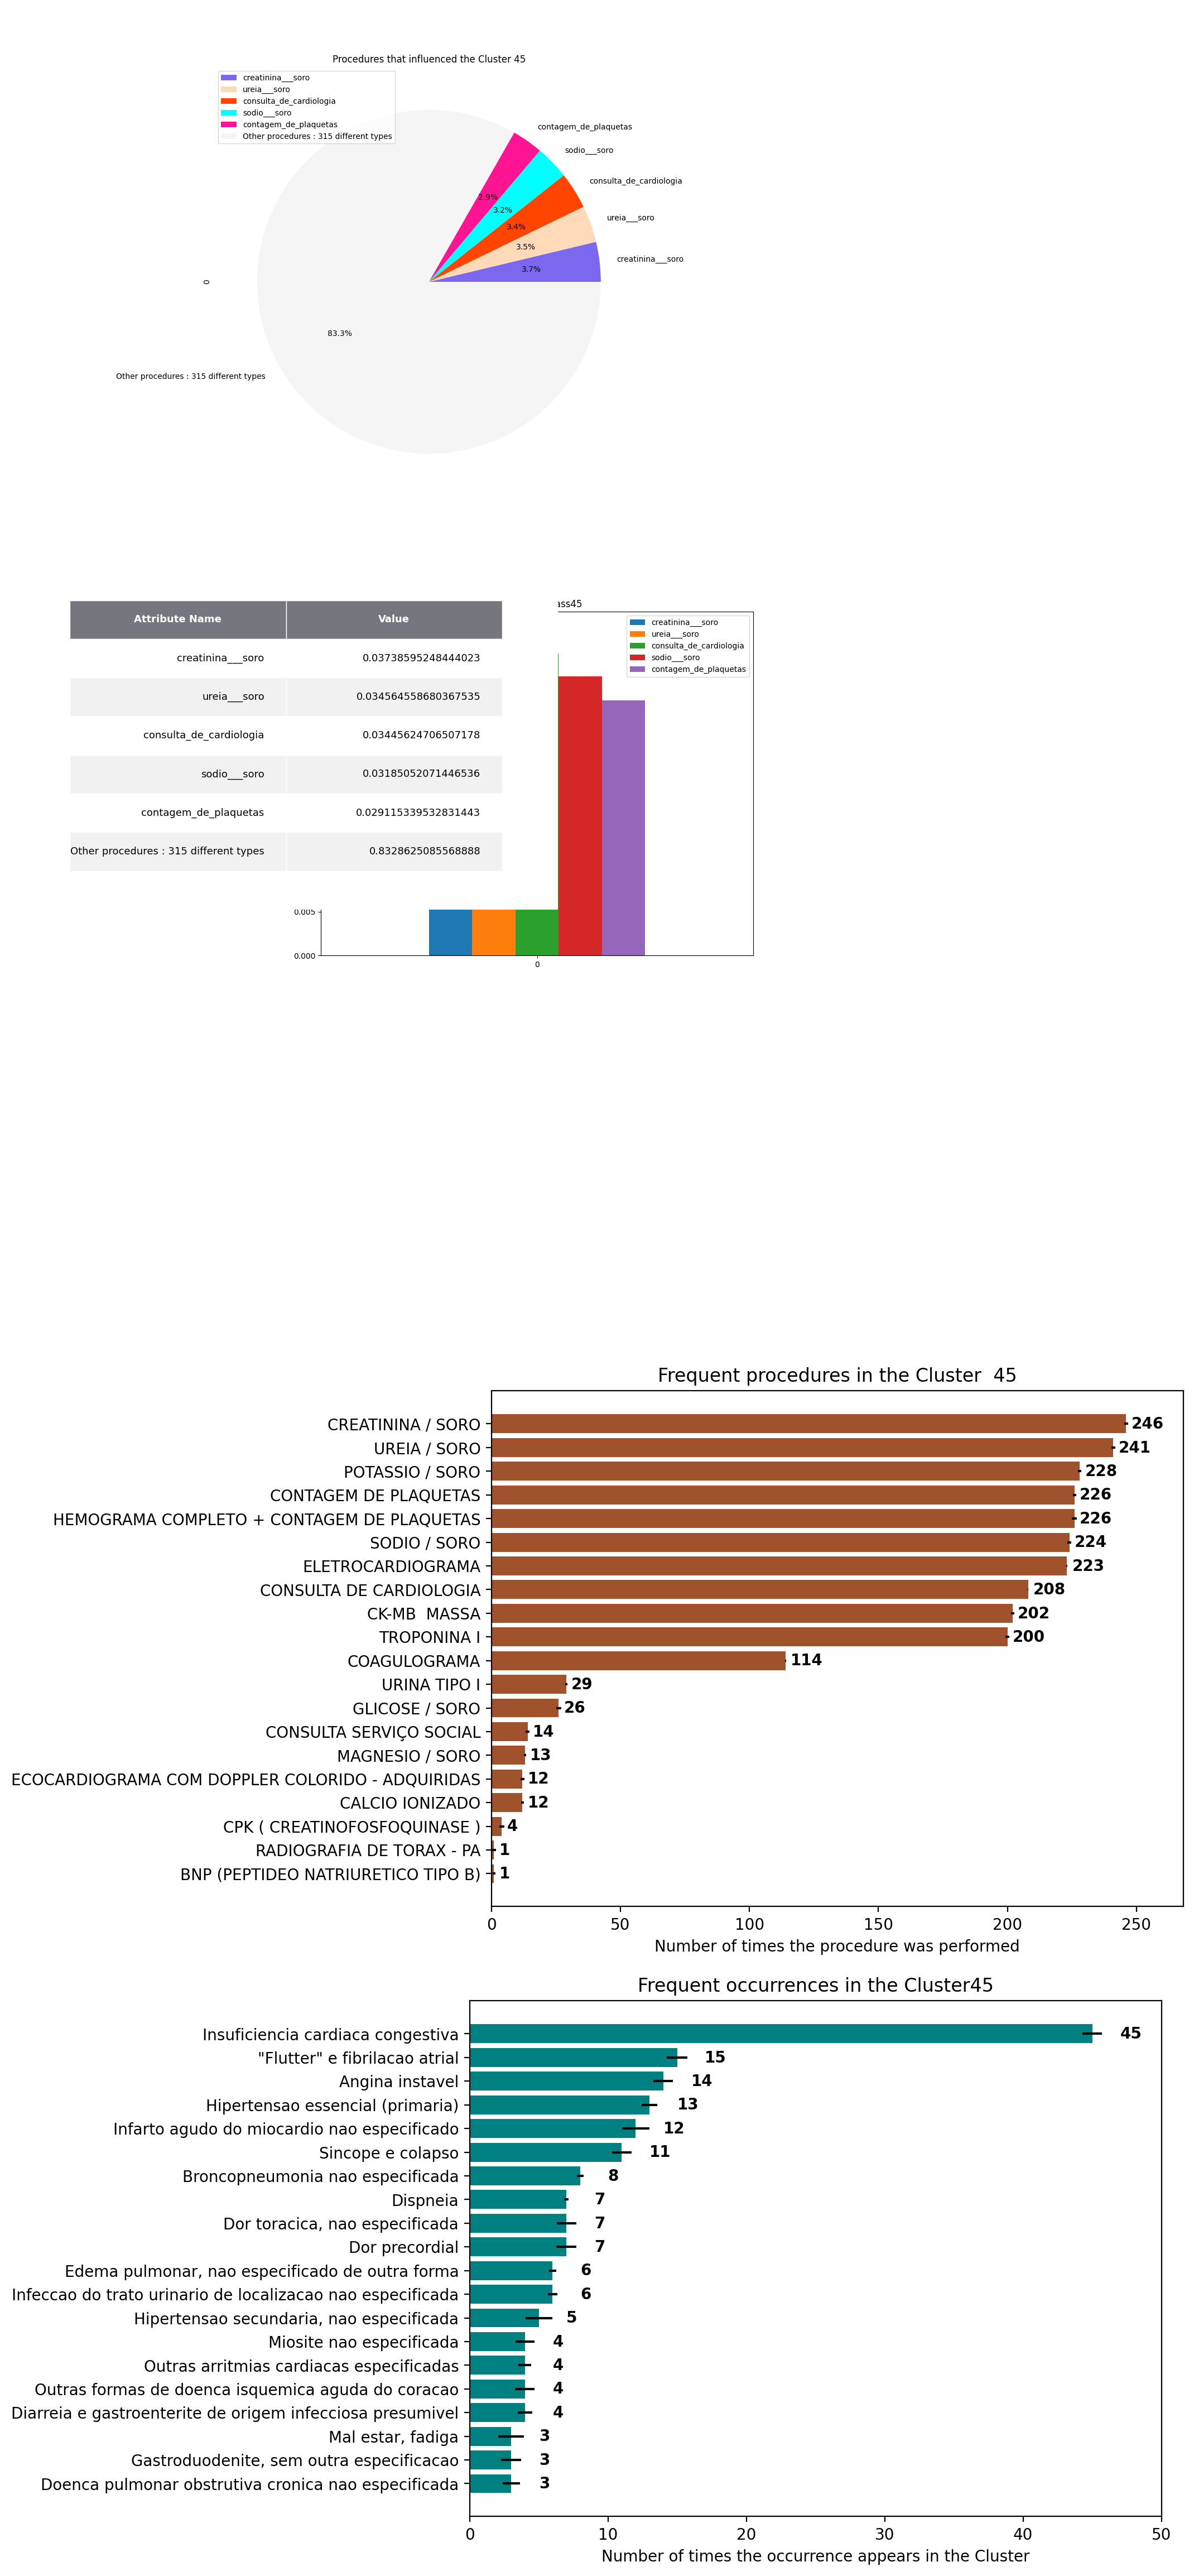 Procedures that influenced the Cluster 45
creatinina___soro
ureia___soro
consulta_de_cardiologia
sodio___soro
contagem_de_plaquetas
Other procedures : 315 different types
contagem_de_plaquetas
sodio___soro
consulta_de_cardiologia
ureia___soro
creatinina___soro
2.9%
3.2%
3.4%
3.5%
3.7%
0
83.3%
Other procedures : 315 different types
Attribute Name Value
creatinina___soro 0.03738595248444023
ureia___soro 0.034564558680367535
consulta_de_cardiologia 0.03445624706507178
sodio___soro 0.03185052071446536
contagem_de_plaquetas 0.029115339532831443
Other procedures : 315 different types 0.8328625085568888
ass45
creatinina___soro
ureia___soro
consulta_de_cardiologia
sodio___soro
contagem_de_plaquetas
0.005
0.000
0
Frequent procedures in the Cluster  45
CREATININA / SORO 246
UREIA / SORO 241
POTASSIO / SORO 228
CONTAGEM DE PLAQUETAS 226
HEMOGRAMA COMPLETO + CONTAGEM DE PLAQUETAS 226
SODIO / SORO 224
ELETROCARDIOGRAMA 223
CONSULTA DE CARDIOLOGIA 208
CK-MB  MASSA 202
TROPONINA I 200
COAGULOGRAMA 114
URINA TIPO I 29
GLICOSE / SORO 26
CONSULTA SERVIÇO SOCIAL 14
MAGNESIO / SORO 13
ECOCARDIOGRAMA COM DOPPLER COLORIDO - ADQUIRIDAS 12
CALCIO IONIZADO 12
CPK ( CREATINOFOSFOQUINASE ) 4
RADIOGRAFIA DE TORAX - PA 1
BNP (PEPTIDEO NATRIURETICO TIPO B) 1
0 50 100 150 200 250
Number of times the procedure was performed
Frequent occurrences in the Cluster45
Insuficiencia cardiaca congestiva 45
"Flutter" e fibrilacao atrial 15
Angina instavel 14
Hipertensao essencial (primaria) 13
Infarto agudo do miocardio nao especificado 12
Sincope e colapso 11
Broncopneumonia nao especificada 8
Dispneia 7
Dor toracica, nao especificada 7
Dor precordial 7
Edema pulmonar, nao especificado de outra forma 6
Infeccao do trato urinario de localizacao nao especificada 6
Hipertensao secundaria, nao especificada 5
Miosite nao especificada 4
Outras arritmias cardiacas especificadas 4
Outras formas de doenca isquemica aguda do coracao 4
Diarreia e gastroenterite de origem infecciosa presumivel 4
Mal estar, fadiga 3
Gastroduodenite, sem outra especificacao 3
Doenca pulmonar obstrutiva cronica nao especificada 3
0 10 20 30 40 50
Number of times the occurrence appears in the Cluster